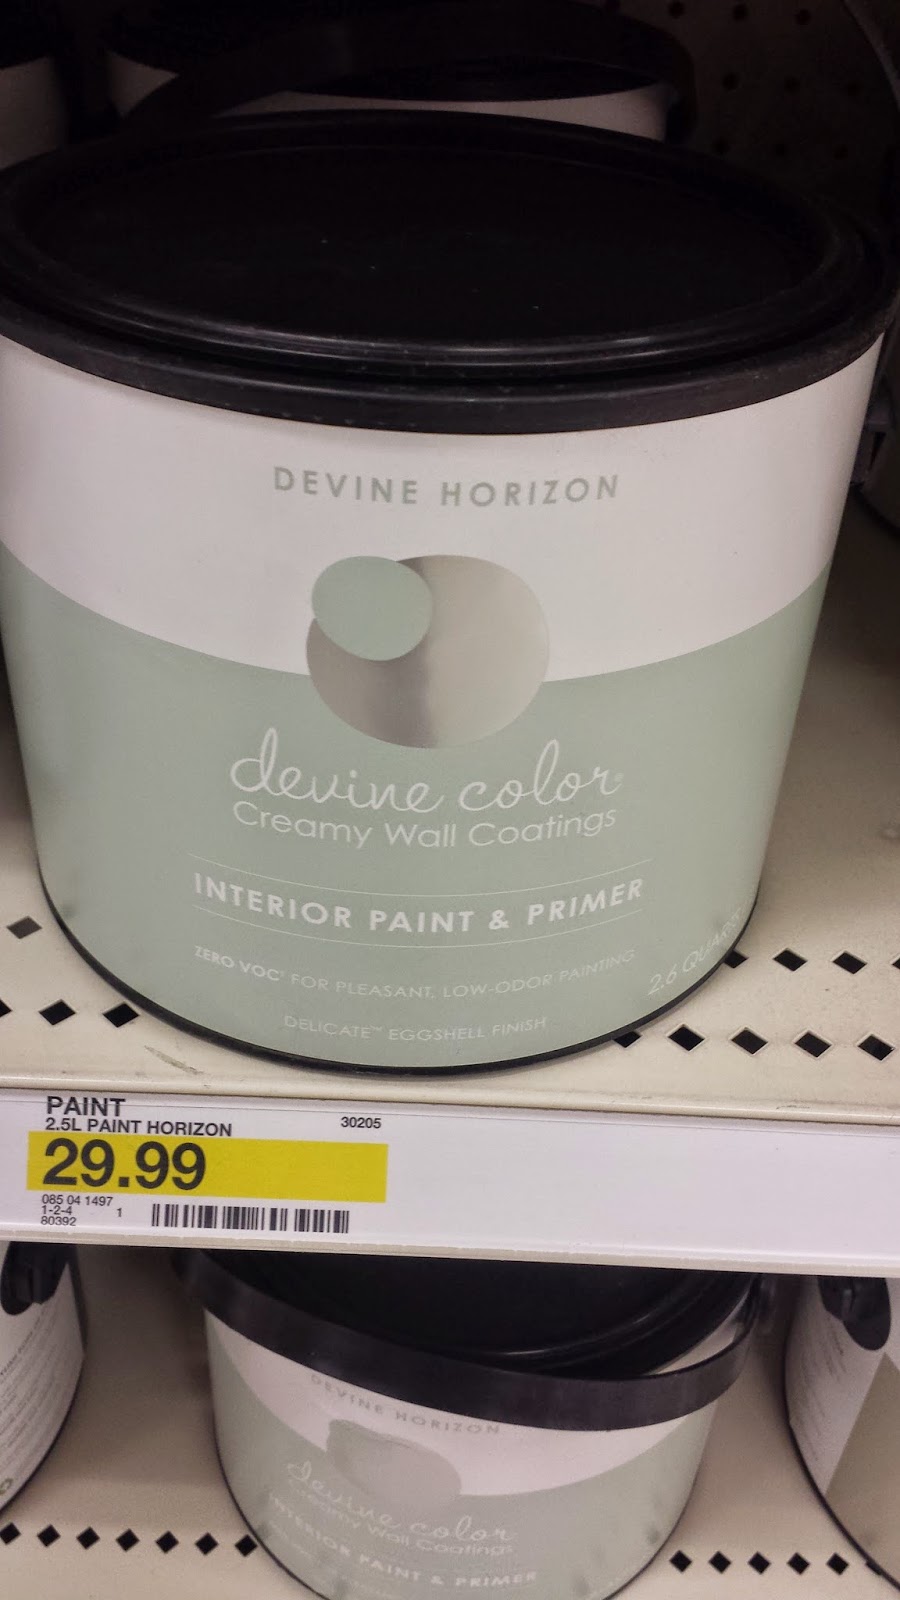 DEVINE HORIZON
devine color®
Creamy Wall Coatings
INTERIOR PAINT & PRIMER
ZERO VOC† FOR PLEASANT, LOW-ODOR PAINTING
DELICATE™ EGGSHELL FINISH
2.6 QUARTS
PAINT
2.5L PAINT HORIZON 30205
29.99
085 04 1497
1-2-4 1
80392
DEVINE HORIZON
devine color
Creamy Wall Coatings
INTERIOR PAINT & PRIMER